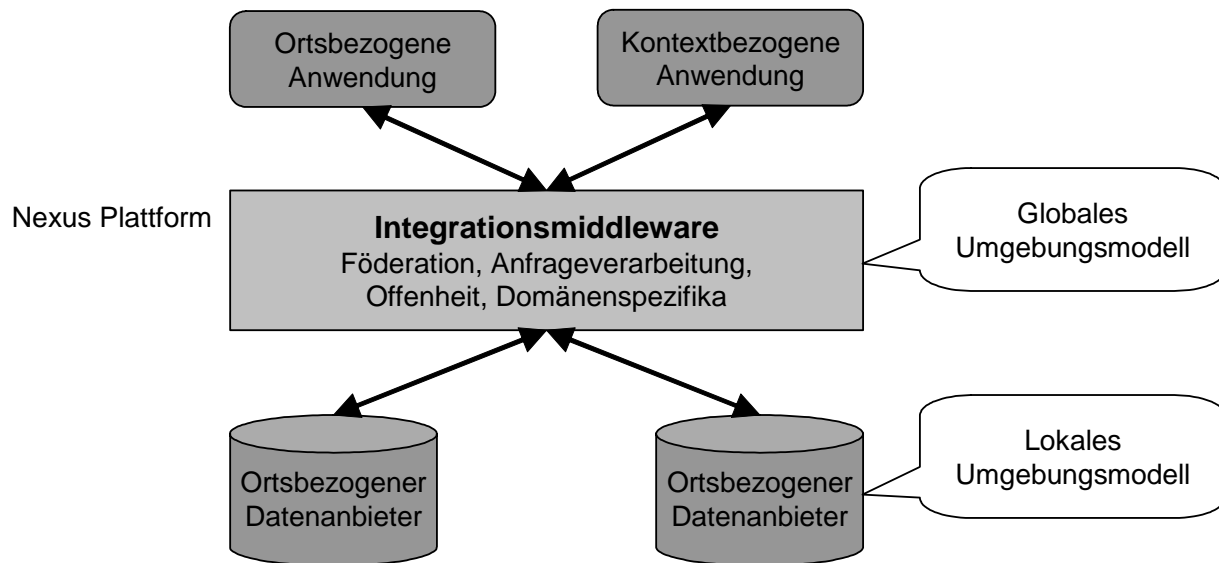 Ortsbezogene
Anwendung
Kontextbezogene
Anwendung
Nexus Plattform
Integrationsmiddleware
Föderation, Anfrageverarbeitung,
Offenheit, Domänenspezifika
Globales
Umgebungsmodell
Ortsbezogener
Datenanbieter
Ortsbezogener
Datenanbieter
Lokales
Umgebungsmodell